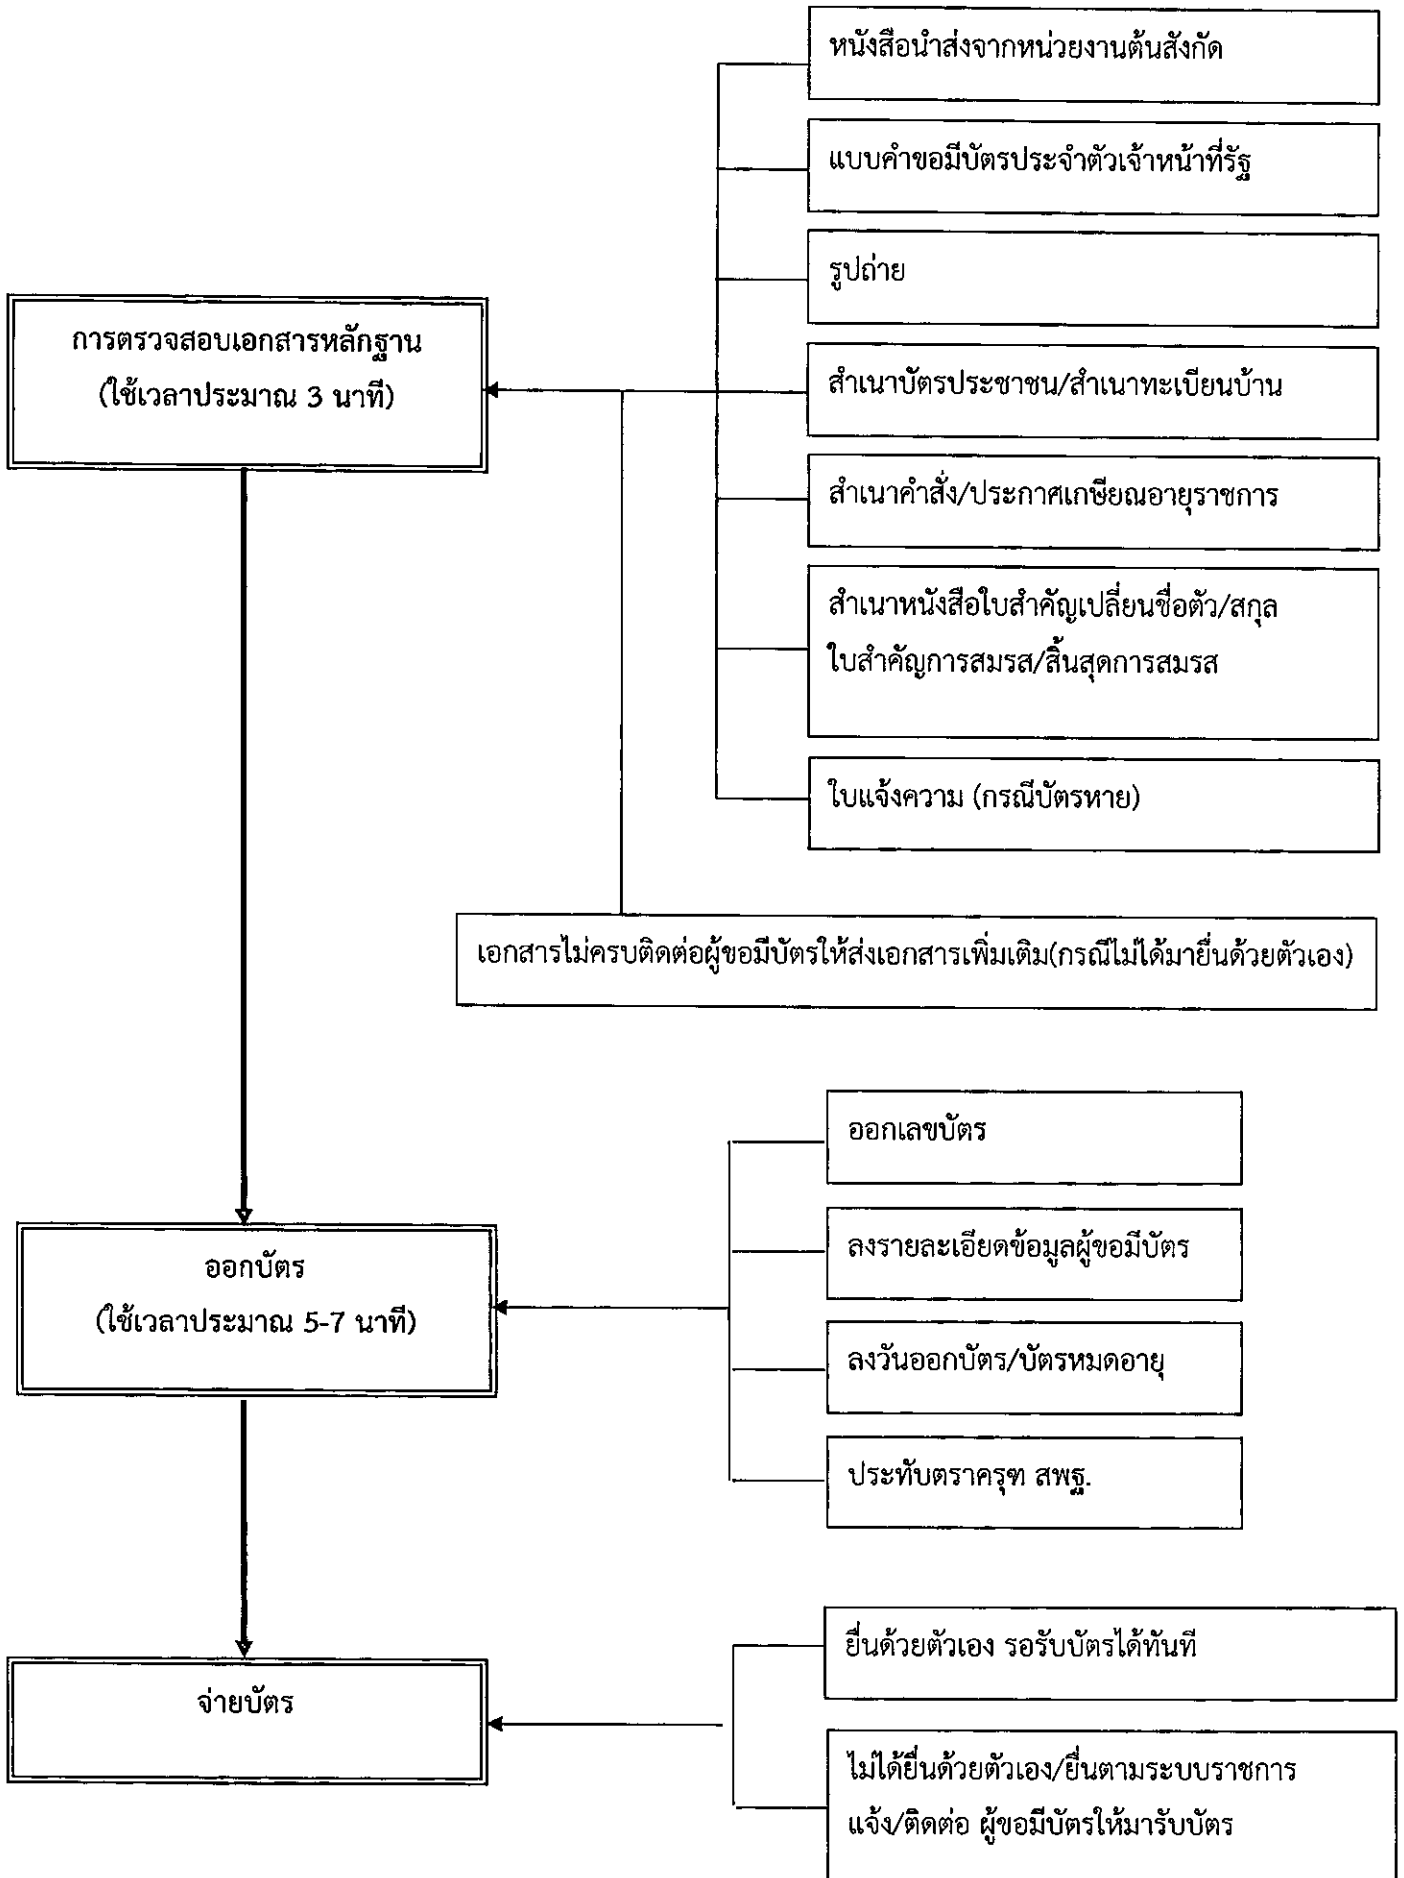 หนังสือนำส่งจากหน่วยงานต้นสังกัด
แบบคำขอมีบัตรประจำตัวเจ้าหน้าที่รัฐ
รูปถ่าย
การตรวจสอบเอกสารหลักฐาน
(ใช้เวลาประมาณ 3 นาที)
สำเนาบัตรประชาชน/สำเนาทะเบียนบ้าน
สำเนาคำสั่ง/ประกาศเกษียณอายุราชการ
สำเนาหนังสือใบสำคัญเปลี่ยนชื่อตัว/สกุล
ใบสำคัญการสมรส/สิ้นสุดการสมรส
ใบแจ้งความ (กรณีบัตรหาย)
เอกสารไม่ครบติดต่อผู้ขอมีบัตรให้ส่งเอกสารเพิ่มเติม(กรณีไม่ได้มายื่นด้วยตัวเอง)
ออกเลขบัตร
ลงรายละเอียดข้อมูลผู้ขอมีบัตร
ออกบัตร
(ใช้เวลาประมาณ 5-7 นาที)
ลงวันออกบัตร/บัตรหมดอายุ
ประทับตราครุฑ สพฐ.
ยื่นด้วยตัวเอง รอรับบัตรได้ทันที
จ่ายบัตร
ไม่ได้ยื่นด้วยตัวเอง/ยื่นตามระบบราชการ
แจ้ง/ติดต่อ ผู้ขอมีบัตรให้มารับบัตร